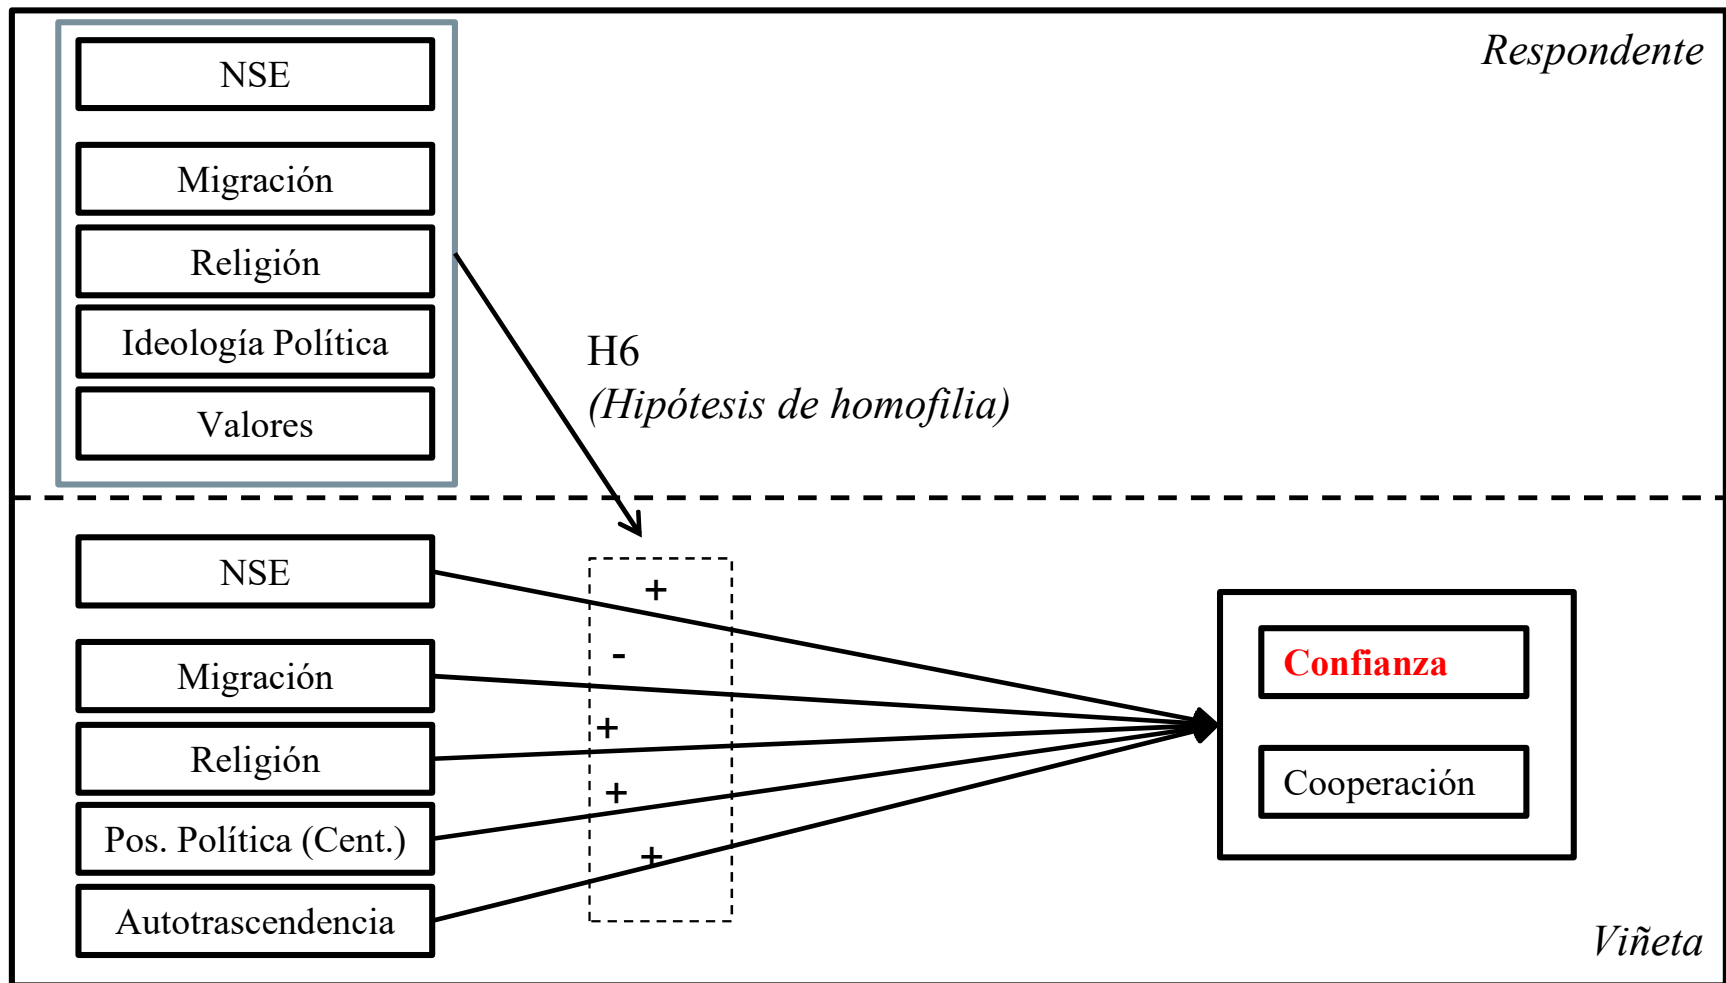 Respondente
NSE
Migración
Religión
Ideología Política
Valores
H6
(Hipótesis de homofilia)
NSE
Migración
Religión
Pos. Política (Cent.)
Autotrascendencia
+
-
+
+
+
Confianza
Cooperación
Viñeta